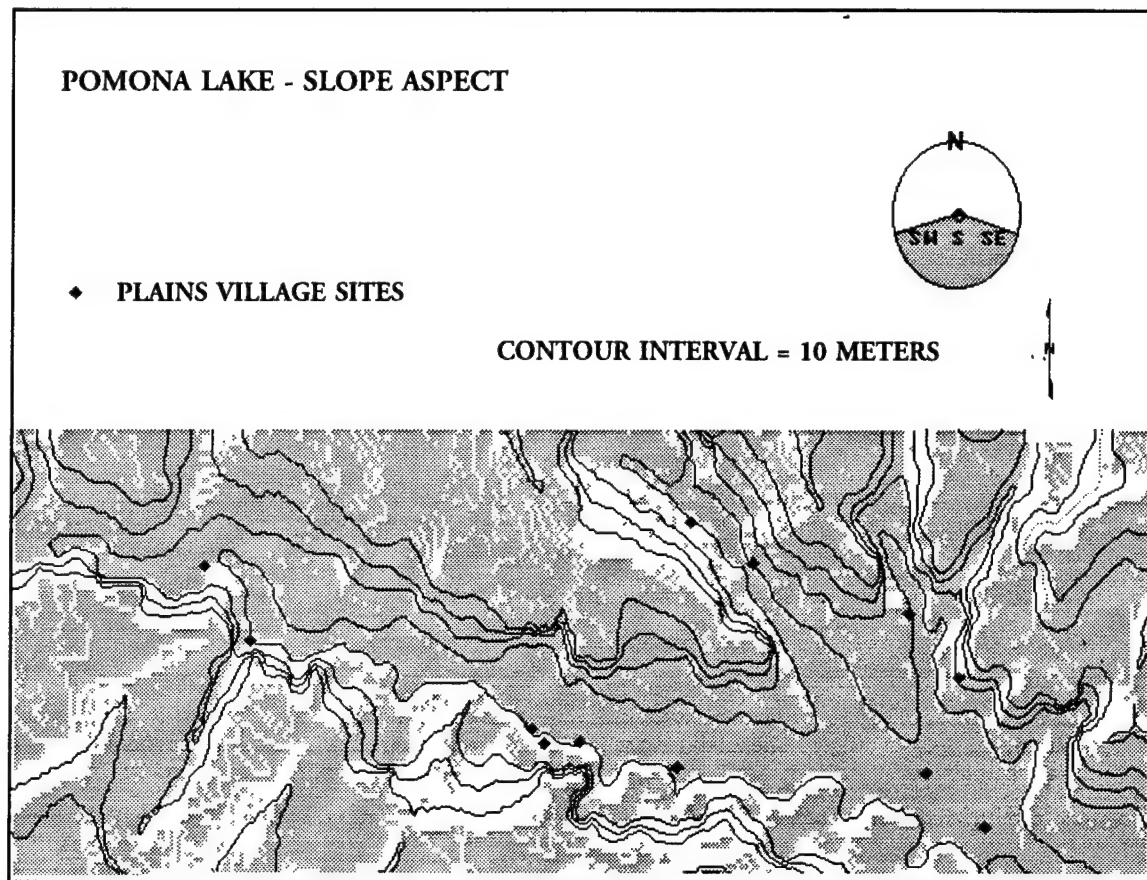 POMONA LAKE - SLOPE ASPECT
N
SW S SE
◆ PLAINS VILLAGE SITES
CONTOUR INTERVAL = 10 METERS
N